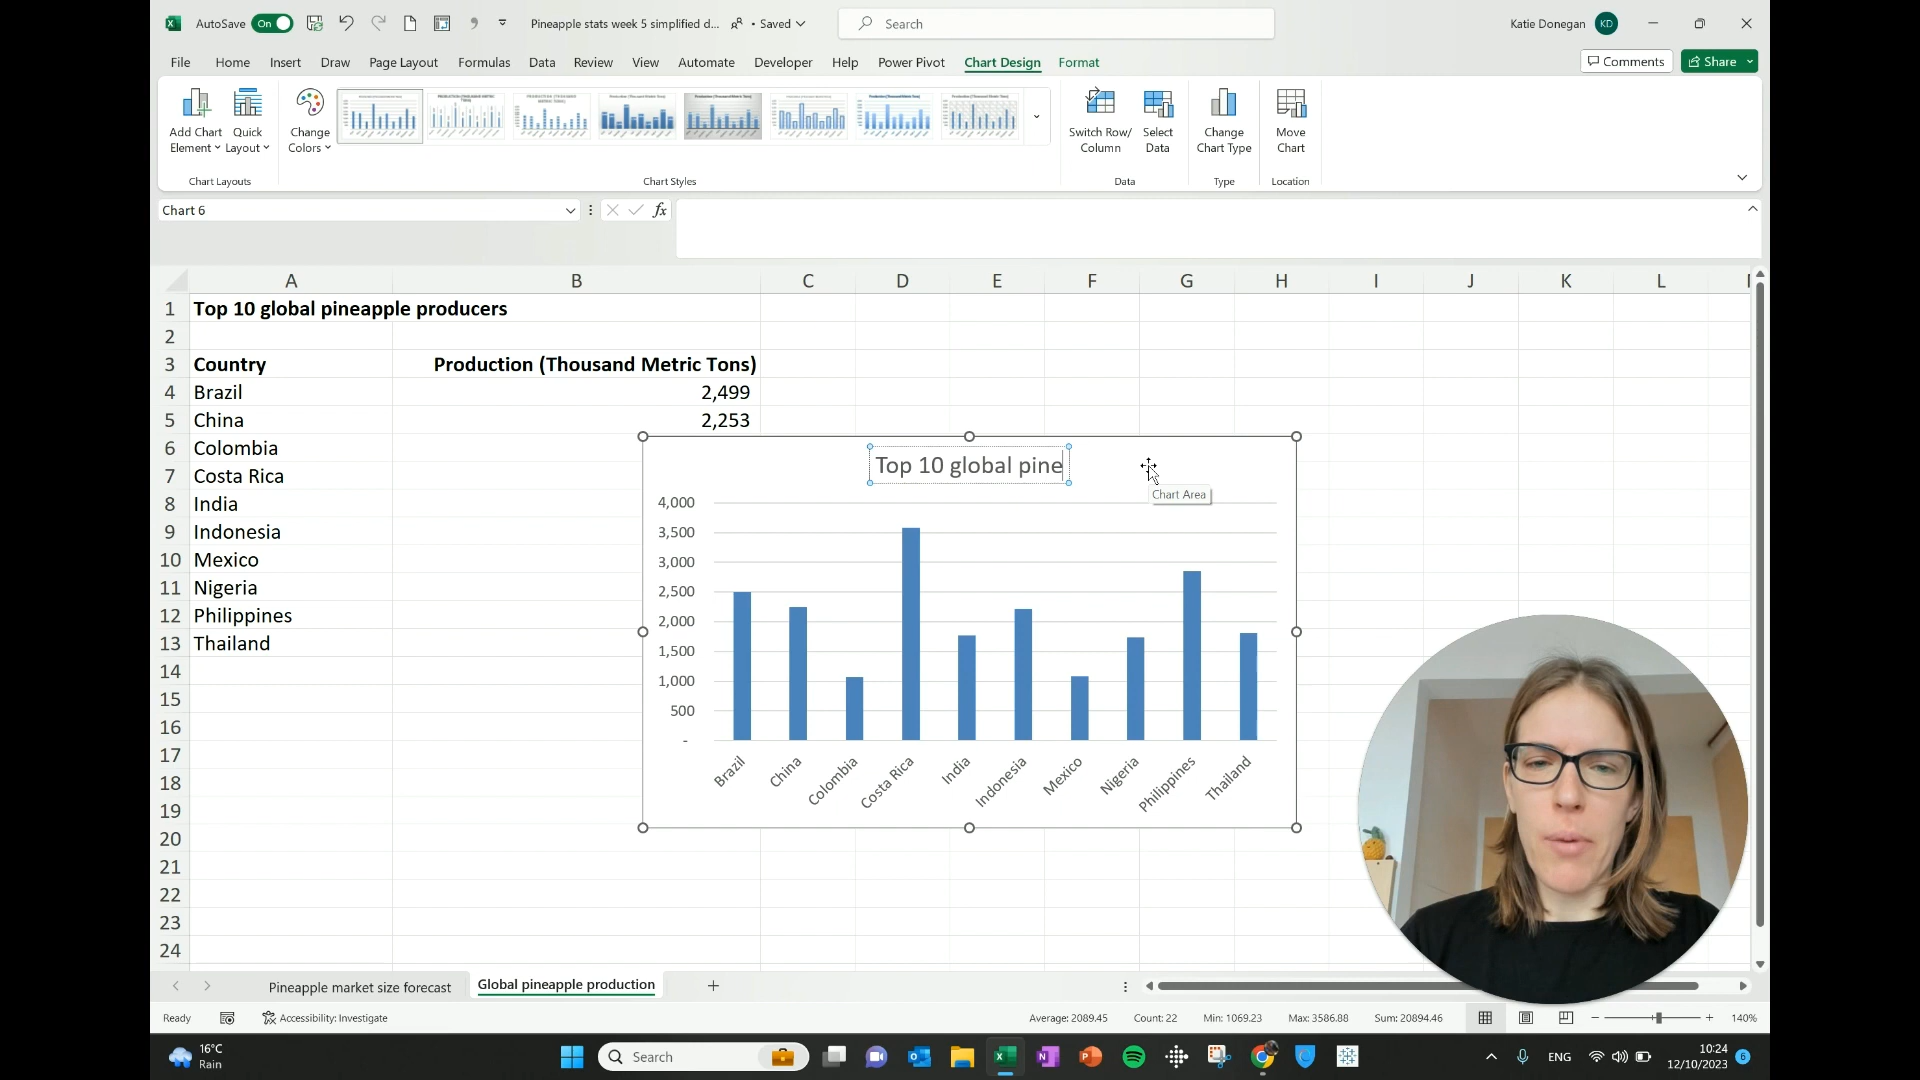 AutoSave On Pineapple stats week 5 simplified d... • Saved Search Katie Donegan KD
File Home Insert Draw Page Layout Formulas Data Review View Automate Developer Help Power Pivot Chart Design Format Comments Share
Add Chart Element Quick Layout Change Colors Switch Row/ Column Select Data Change Chart Type Move Chart
Chart Layouts Chart Styles Data Type Location
Chart 6 fx
A B C D E F G H I J K L
1 Top 10 global pineapple producers
2
3 Country Production (Thousand Metric Tons)
4 Brazil 2,499
5 China 2,253
6 Colombia
7 Costa Rica
8 India
9 Indonesia
10 Mexico
11 Nigeria
12 Philippines
13 Thailand
14
15
16
17
18
19
20
21
22
23
24
Top 10 global pine
Chart Area
4,000
3,500
3,000
2,500
2,000
1,500
1,000
500
-
Brazil China Colombia Costa Rica India Indonesia Mexico Nigeria Philippines Thailand
Pineapple market size forecast Global pineapple production
Ready Accessibility: Investigate Average: 2089.45 Count: 22 Min: 1069.23 Max: 3586.88 Sum: 20894.46 140%
16°C
Rain
Search
ENG
10:24
12/10/2023
6